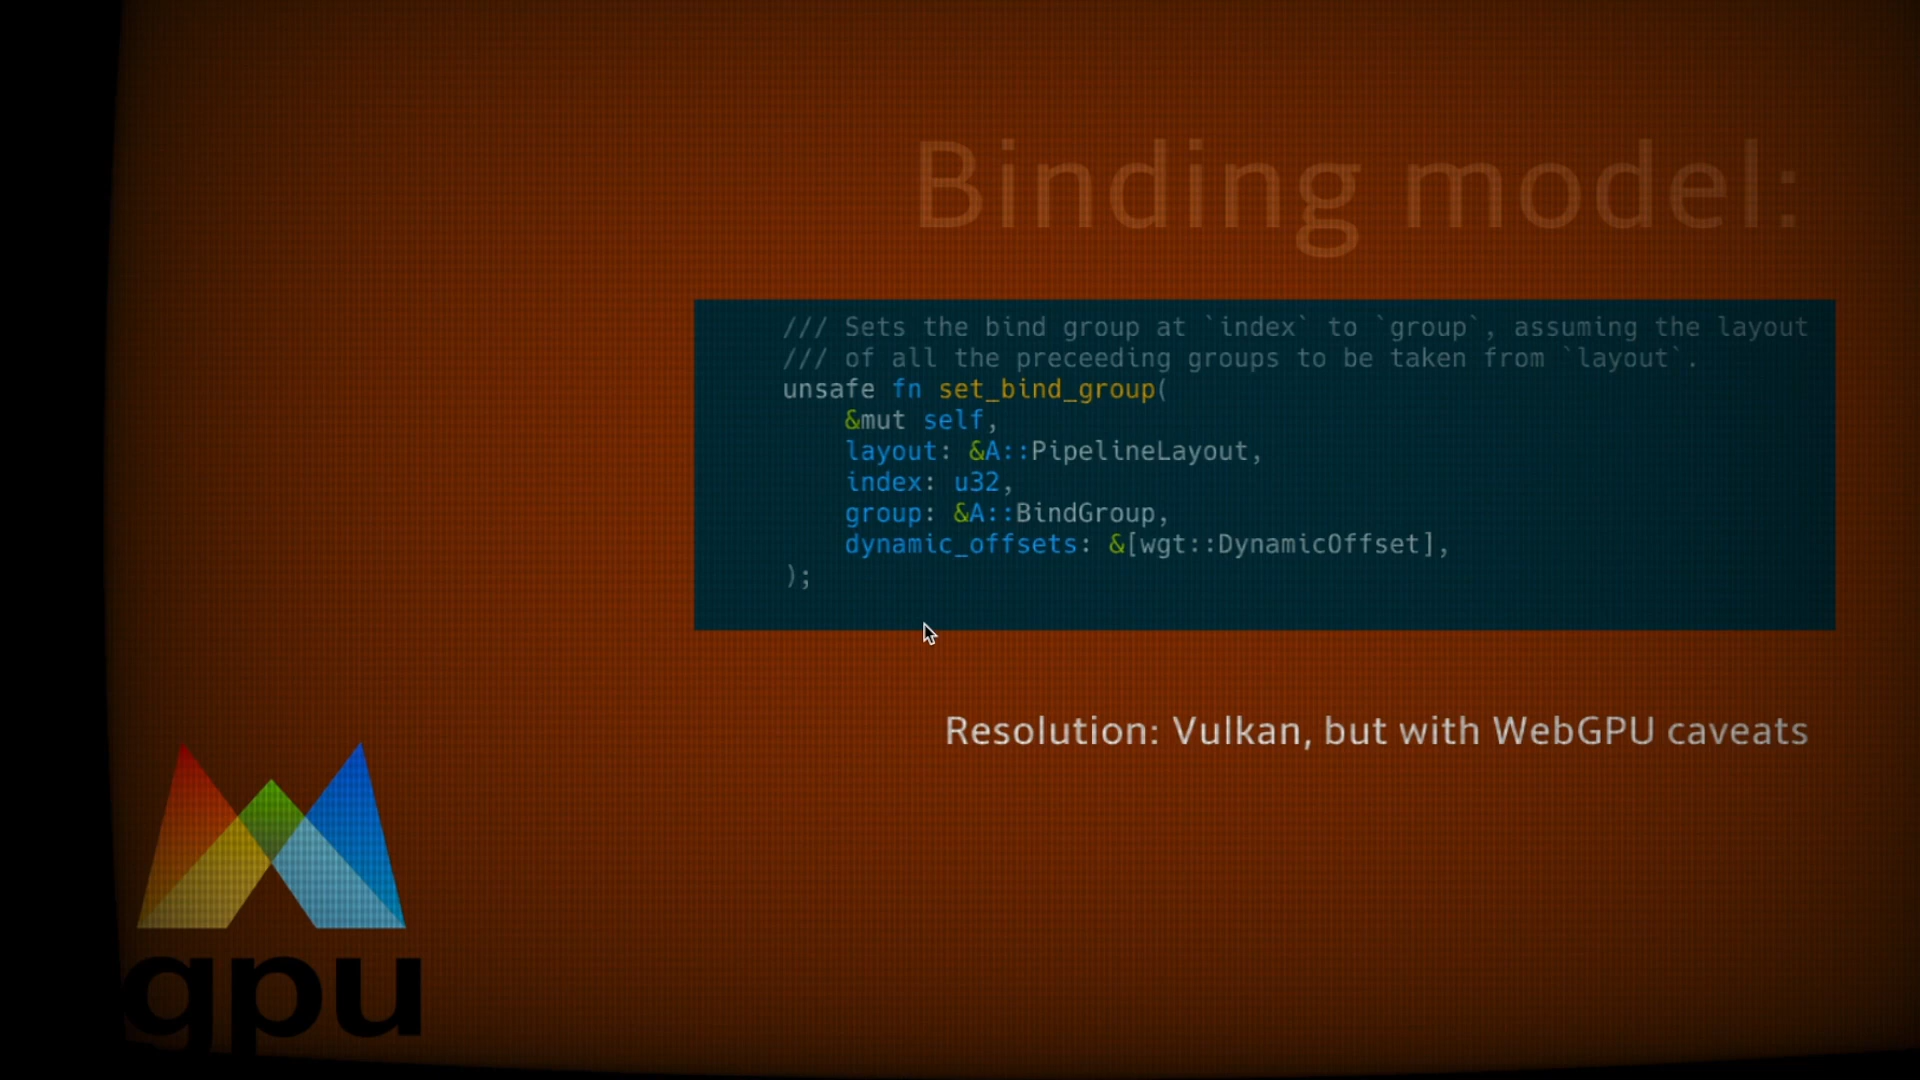 Binding model:
/// Sets the bind group at `index` to `group`, assuming the layout
/// of all the preceeding groups to be taken from `layout`.
unsafe fn set_bind_group(
&mut self,
layout: &A::PipelineLayout,
index: u32,
group: &A::BindGroup,
dynamic_offsets: &[wgt::DynamicOffset],
);
Resolution: Vulkan, but with WebGPU caveats
gpu